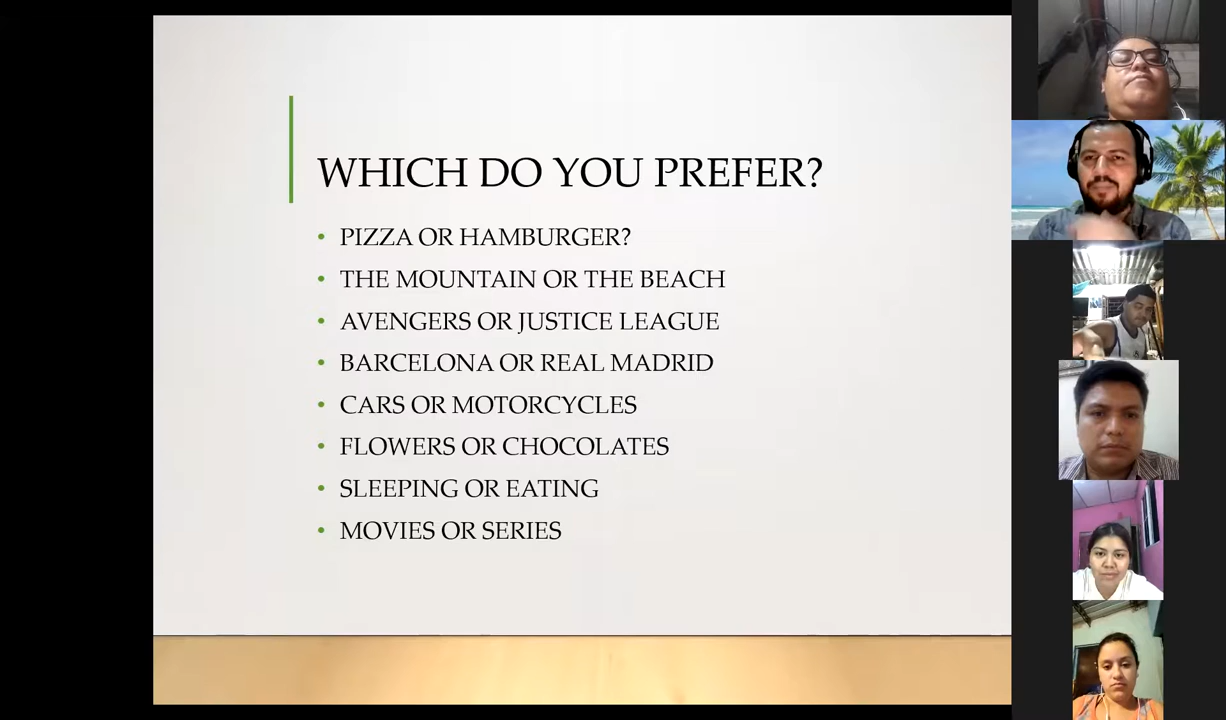 WHICH DO YOU PREFER?
• PIZZA OR HAMBURGER?
• THE MOUNTAIN OR THE BEACH
• AVENGERS OR JUSTICE LEAGUE
• BARCELONA OR REAL MADRID
• CARS OR MOTORCYCLES
• FLOWERS OR CHOCOLATES
• SLEEPING OR EATING
• MOVIES OR SERIES